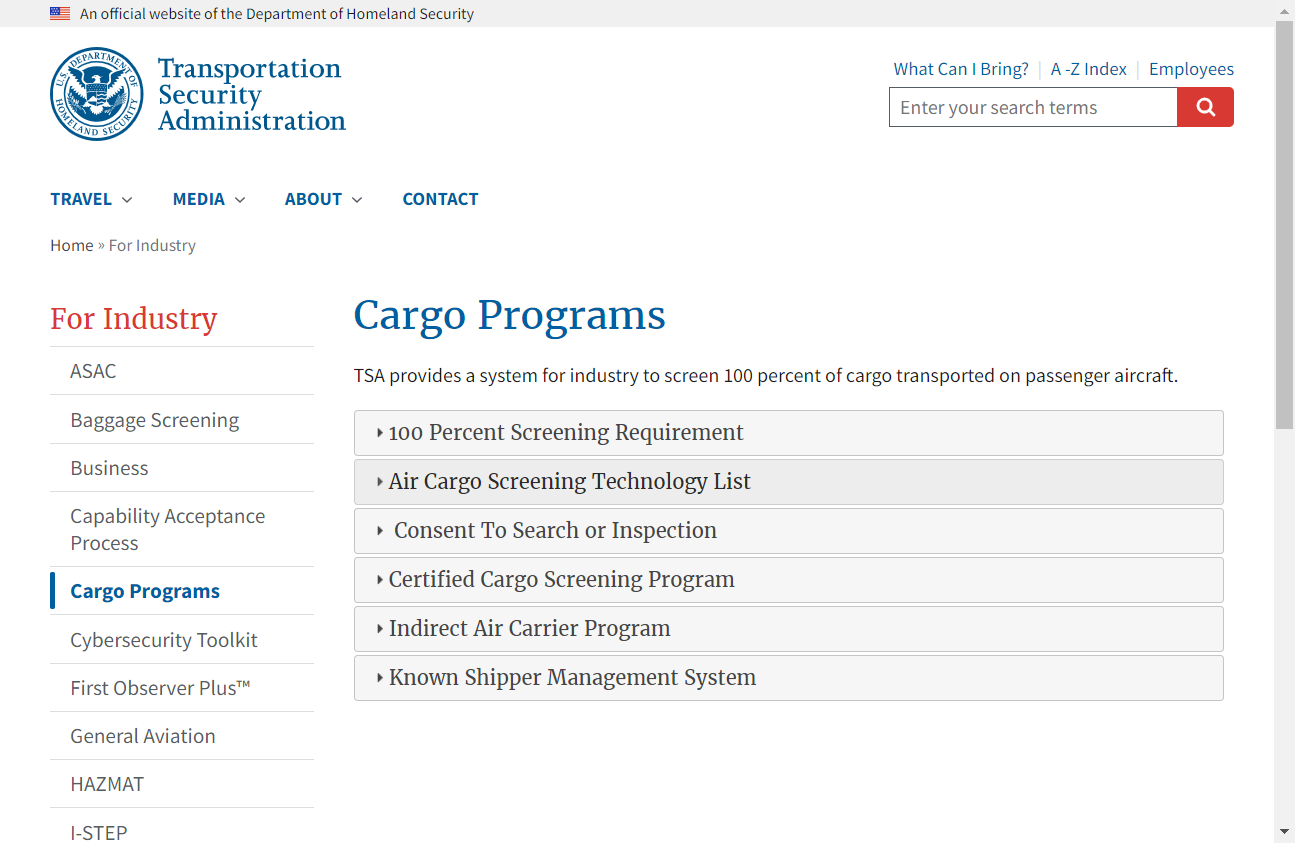 An official website of the Department of Homeland Security
U.S. DEPARTMENT OF HOMELAND SECURITY
Transportation
Security
Administration
What Can I Bring?
A -Z Index
Employees
Enter your search terms
TRAVEL
MEDIA
ABOUT
CONTACT
Home » For Industry
For Industry
ASAC
Baggage Screening
Business
Capability Acceptance
Process
Cargo Programs
Cybersecurity Toolkit
First Observer Plus™
General Aviation
HAZMAT
I-STEP
Cargo Programs
TSA provides a system for industry to screen 100 percent of cargo transported on passenger aircraft.
100 Percent Screening Requirement
Air Cargo Screening Technology List
Consent To Search or Inspection
Certified Cargo Screening Program
Indirect Air Carrier Program
Known Shipper Management System